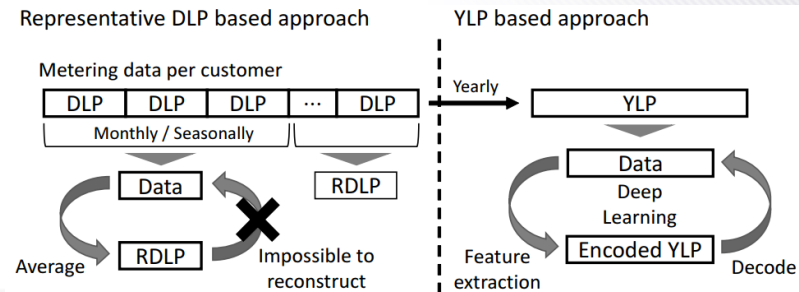 Representative DLP based approach
YLP based approach
Metering data per customer
DLP DLP DLP ... DLP
Yearly
YLP
Monthly / Seasonally
Data
RDLP
Data
Deep
Learning
Average
RDLP
Impossible to
reconstruct
Feature
extraction
Encoded YLP
Decode